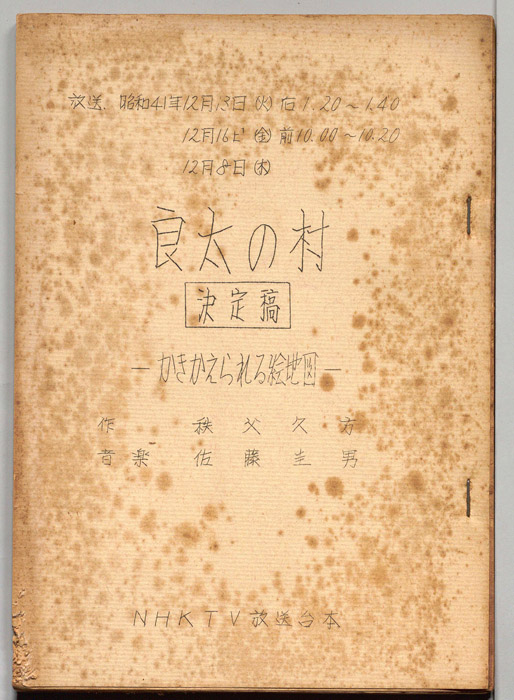 放送. 昭和41年12月13日(火)右1.20〜1.40
12月16日(金)前10.00〜10.20
12月8日(木)
良太の村
決定稿
—かきかえられる絵地図—
作 秩父久方
音楽 佐藤圭男
NHKTV放送台本